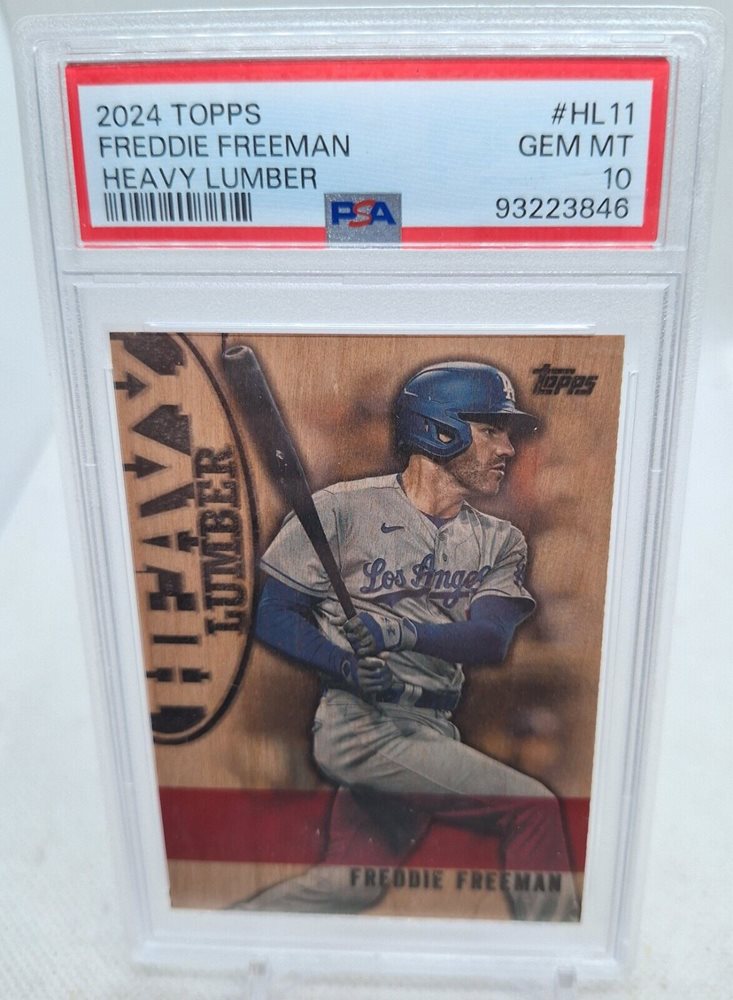 2024 TOPPS #HL11
FREDDIE FREEMAN GEM MT
HEAVY LUMBER 10
PSA 93223846
Topps
LA
HEAVY
LUMBER
Los Angeles
FREDDIE FREEMAN